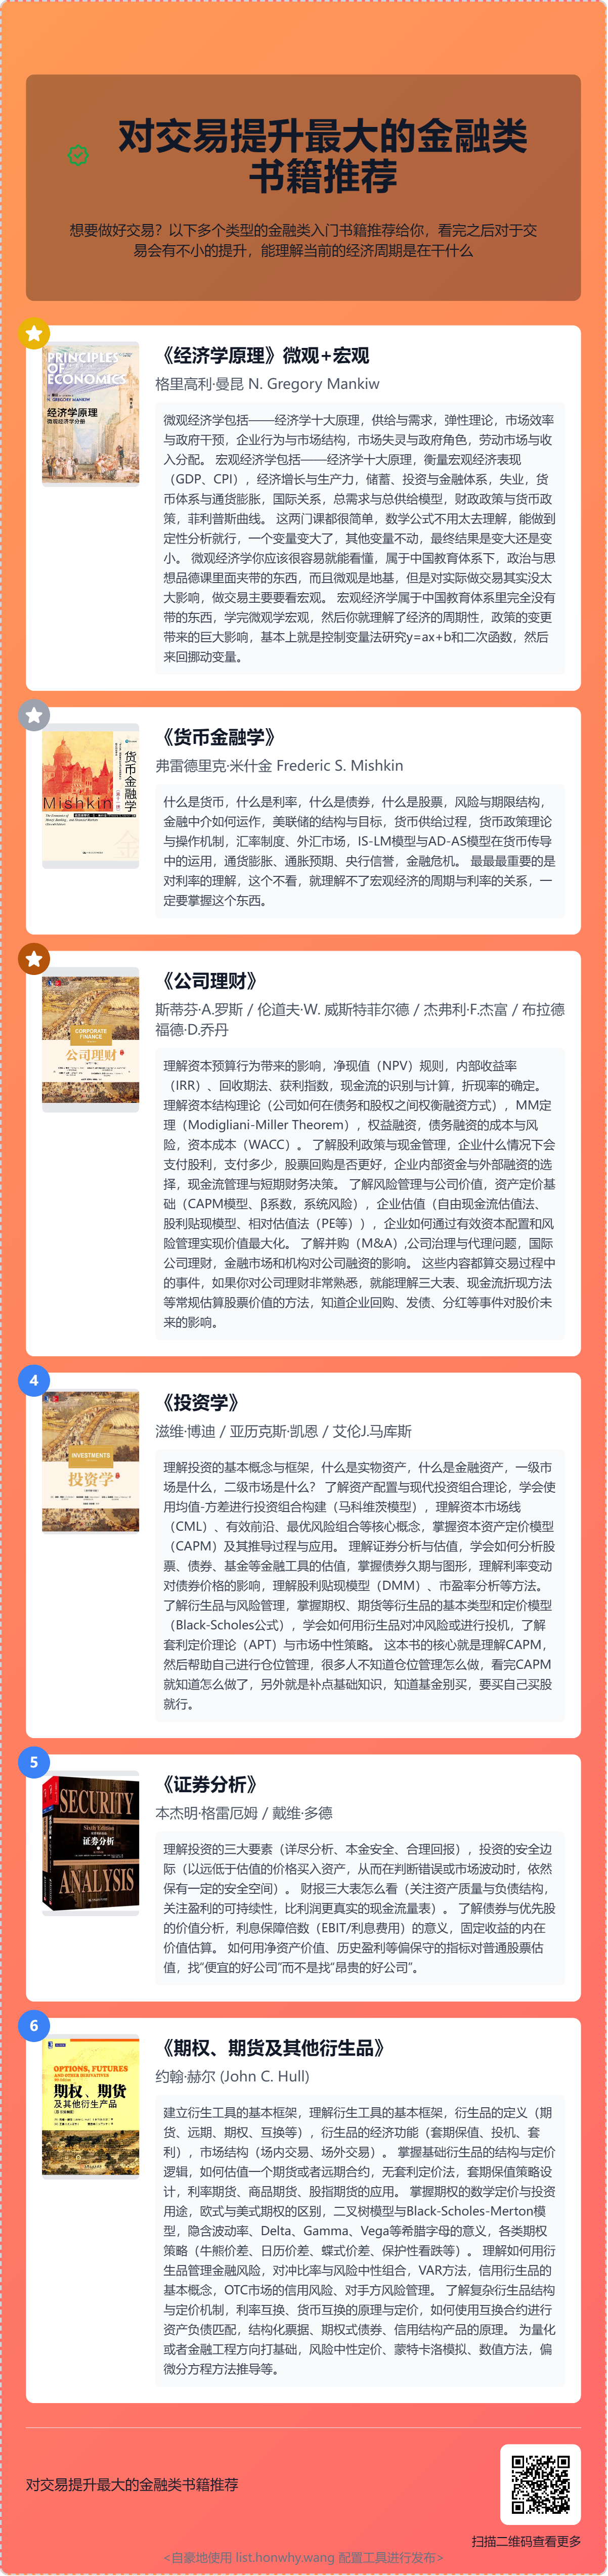 对交易提升最大的金融类
书籍推荐
想要做好交易？以下多个类型的金融类入门书籍推荐给你，看完之后对于交
易会有不小的提升，能理解当前的经济周期是在干什么
PRINCIPLES
OF
ECONOMICS
N. GREGORY MANKIW
经济学原理
微观经济学分册
《经济学原理》微观+宏观
格里高利·曼昆 N. Gregory Mankiw
微观经济学包括——经济学十大原理，供给与需求，弹性理论，市场效率
与政府干预，企业行为与市场结构，市场失灵与政府角色，劳动市场与收
入分配。 宏观经济学包括——经济学十大原理，衡量宏观经济表现
（GDP、CPI），经济增长与生产力，储蓄、投资与金融体系，失业，货
币体系与通货膨胀，国际关系，总需求与总供给模型，财政政策与货币政
策，菲利普斯曲线。 这两门课都很简单，数学公式不用太去理解，能做到
定性分析就行，一个变量变大了，其他变量不动，最终结果是变大还是变
小。 微观经济学你应该很容易就能看懂，属于中国教育体系下，政治与思
想品德课里面夹带的东西，而且微观是地基，但是对实际做交易其实没太
大影响，做交易主要要看宏观。 宏观经济学属于中国教育体系里完全没有
带的东西，学完微观学宏观，然后你就理解了经济的周期性，政策的变更
带来的巨大影响，基本上就是控制变量法研究y=ax+b和二次函数，然后
来回挪动变量。
货币金融学
Mishkin
《货币金融学》
弗雷德里克·米什金 Frederic S. Mishkin
什么是货币，什么是利率，什么是债券，什么是股票，风险与期限结构，
金融中介如何运作，美联储的结构与目标，货币供给过程，货币政策理论
与操作机制，汇率制度、外汇市场，IS-LM模型与AD-AS模型在货币传导
中的运用，通货膨胀、通胀预期、央行信誉，金融危机。 最最最重要的是
对利率的理解，这个不看，就理解不了宏观经济的周期与利率的关系，一
定要掌握这个东西。
CORPORATE
FINANCE
公司理财
《公司理财》
斯蒂芬·A.罗斯 / 伦道夫·W. 威斯特菲尔德 / 杰弗利·F.杰富 / 布拉德
福德·D.乔丹
理解资本预算行为带来的影响，净现值（NPV）规则，内部收益率
（IRR）、回收期法、获利指数，现金流的识别与计算，折现率的确定。
理解资本结构理论（公司如何在债务和股权之间权衡融资方式），MM定
理（Modigliani-Miller Theorem），权益融资，债务融资的成本与风
险，资本成本（WACC）。 了解股利政策与现金管理，企业什么情况下会
支付股利，支付多少，股票回购是否更好，企业内部资金与外部融资的选
择，现金流管理与短期财务决策。 了解风险管理与公司价值，资产定价基
础（CAPM模型、β系数，系统风险），企业估值（自由现金流估值法、
股利贴现模型、相对估值法（PE等）），企业如何通过有效资本配置和风
险管理实现价值最大化。 了解并购（M&A）,公司治理与代理问题，国际
公司理财，金融市场和机构对公司融资的影响。 这些内容都算交易过程中
的事件，如果你对公司理财非常熟悉，就能理解三大表、现金流折现方法
等常规估算股票价值的方法，知道企业回购、发债、分红等事件对股价未
来的影响。
4
INVESTMENTS
投资学
《投资学》
滋维·博迪 / 亚历克斯·凯恩 / 艾伦J.马库斯
理解投资的基本概念与框架，什么是实物资产，什么是金融资产，一级市
场是什么，二级市场是什么？ 了解资产配置与现代投资组合理论，学会使
用均值-方差进行投资组合构建（马科维茨模型），理解资本市场线
（CML）、有效前沿、最优风险组合等核心概念，掌握资本资产定价模型
（CAPM）及其推导过程与应用。 理解证券分析与估值，学会如何分析股
票、债券、基金等金融工具的估值，掌握债券久期与图形，理解利率变动
对债券价格的影响，理解股利贴现模型（DMM）、市盈率分析等方法。
了解衍生品与风险管理，掌握期权、期货等衍生品的基本类型和定价模型
（Black-Scholes公式），学会如何用衍生品对冲风险或进行投机，了解
套利定价理论（APT）与市场中性策略。 这本书的核心就是理解CAPM，
然后帮助自己进行仓位管理，很多人不知道仓位管理怎么做，看完CAPM
就知道怎么做了，另外就是补点基础知识，知道基金别买，要买自己买股
就行。
5
SECURITY
Sixth Edition
证券分析
ANALYSIS
《证券分析》
本杰明·格雷厄姆 / 戴维·多德
理解投资的三大要素（详尽分析、本金安全、合理回报），投资的安全边
际（以远低于估值的价格买入资产，从而在判断错误或市场波动时，依然
保有一定的安全空间）。 财报三大表怎么看（关注资产质量与负债结构，
关注盈利的可持续性，比利润更真实的现金流量表）。 了解债券与优先股
的价值分析，利息保障倍数（EBIT/利息费用）的意义，固定收益的内在
价值估算。 如何用净资产价值、历史盈利等偏保守的指标对普通股票估
值，找“便宜的好公司”而不是找“昂贵的好公司”。
6
OPTIONS, FUTURES
AND OTHER DERIVATIVES
期权、期货
及其他衍生产品
《期权、期货及其他衍生品》
约翰·赫尔 (John C. Hull)
建立衍生工具的基本框架，理解衍生工具的基本框架，衍生品的定义（期
货、远期、期权、互换等），衍生品的经济功能（套期保值、投机、套
利），市场结构（场内交易、场外交易）。 掌握基础衍生品的结构与定价
逻辑，如何估值一个期货或者远期合约，无套利定价法，套期保值策略设
计，利率期货、商品期货、股指期货的应用。 掌握期权的数学定价与投资
用途，欧式与美式期权的区别，二叉树模型与Black-Scholes-Merton模
型，隐含波动率、Delta、Gamma、Vega等希腊字母的意义，各类期权
策略（牛熊价差、日历价差、蝶式价差、保护性看跌等）。 理解如何用衍
生品管理金融风险，对冲比率与风险中性组合，VAR方法，信用衍生品的
基本概念，OTC市场的信用风险、对手方风险管理。 了解复杂衍生品结构
与定价机制，利率互换、货币互换的原理与定价，如何使用互换合约进行
资产负债匹配，结构化票据、期权式债券、信用结构产品的原理。 为量化
或者金融工程方向打基础，风险中性定价、蒙特卡洛模拟、数值方法，偏
微分方程方法推导等。
对交易提升最大的金融类书籍推荐
扫描二维码查看更多
<自豪地使用 list.honwhy.wang 配置工具进行发布>